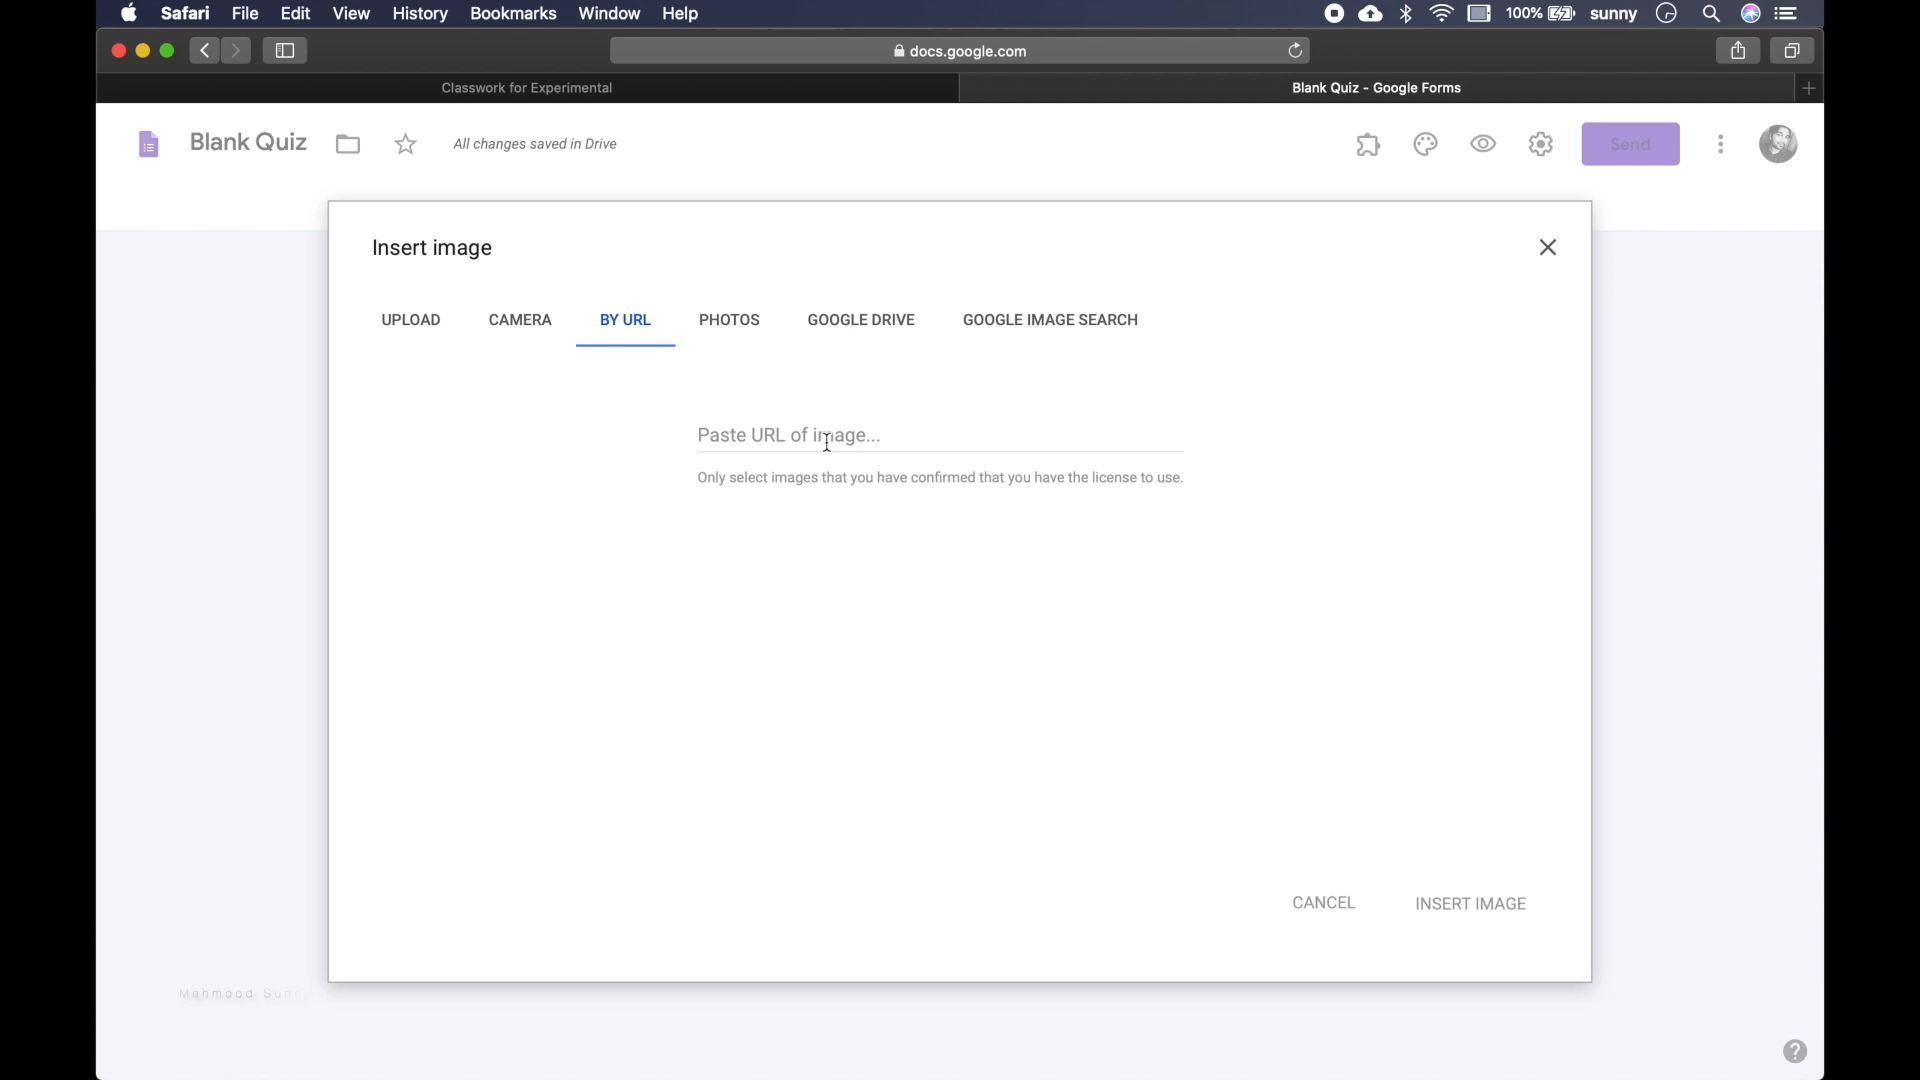 Safari File Edit View History Bookmarks Window Help 100% sunny
docs.google.com
Classwork for Experimental Blank Quiz - Google Forms
Blank Quiz All changes saved in Drive Send
Insert image
UPLOAD CAMERA BY URL PHOTOS GOOGLE DRIVE GOOGLE IMAGE SEARCH
Paste URL of image...
Only select images that you have confirmed that you have the license to use.
CANCEL INSERT IMAGE
Mahmood